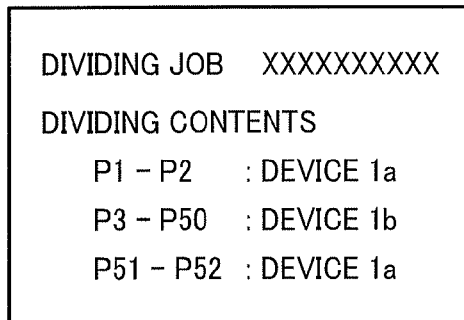 DIVIDING JOB XXXXXXXXXX
DIVIDING CONTENTS
P1 - P2 : DEVICE 1a
P3 - P50 : DEVICE 1b
P51 - P52 : DEVICE 1a